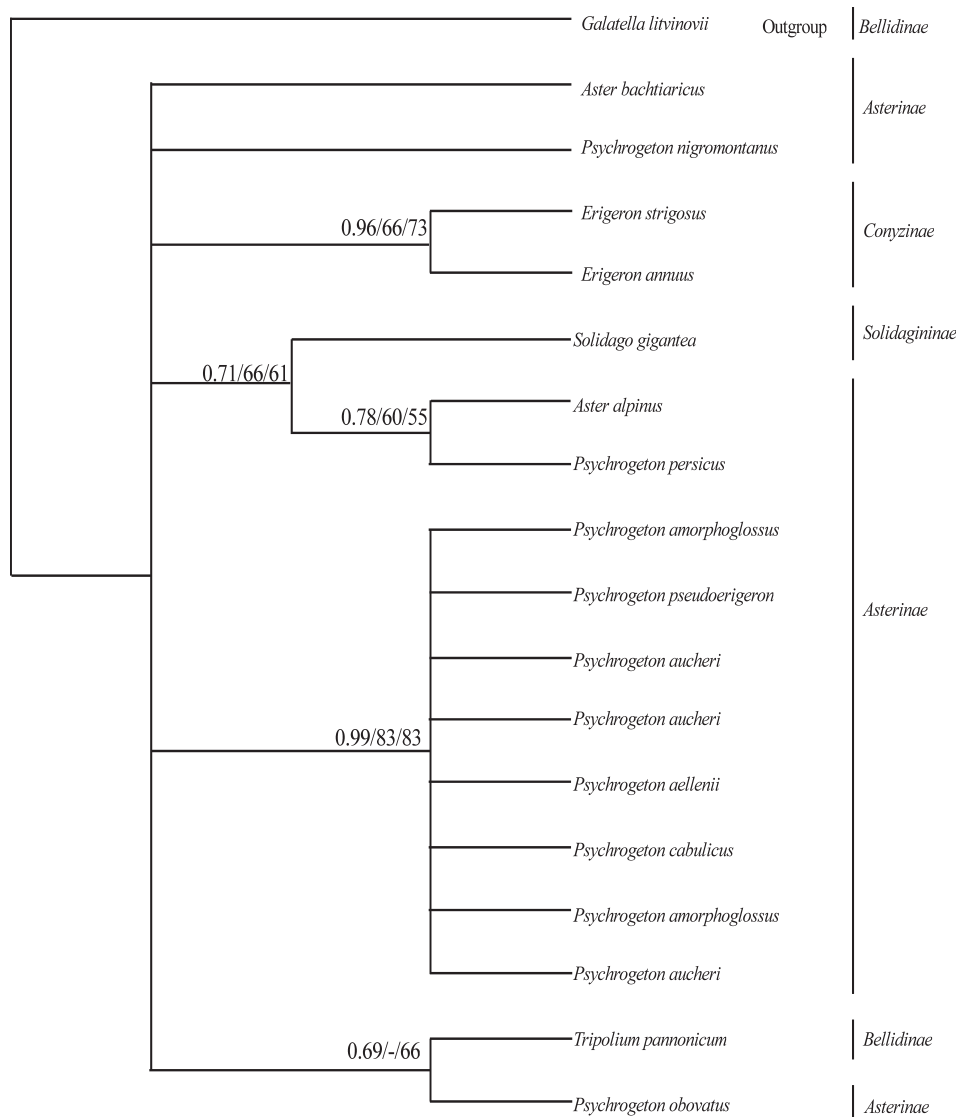 Galatella litvinovii Outgroup Bellidinae
Aster bachtiaricus
Asterinae
Psychrogeton nigromontanus
Erigeron strigosus
0.96/66/73
Conyzinae
Erigeron annuus
Solidagininae
Solidago gigantea
0.71/66/61
Aster alpinus
0.78/60/55
Psychrogeton persicus
Psychrogeton amorphoglossus
Psychrogeton pseudoerigeron
Asterinae
Psychrogeton aucheri
Psychrogeton aucheri
0.99/83/83
Psychrogeton aellenii
Psychrogeton cabulicus
Psychrogeton amorphoglossus
Psychrogeton aucheri
Tripolium pannonicum Bellidinae
0.69/-/66
Psychrogeton obovatus Asterinae